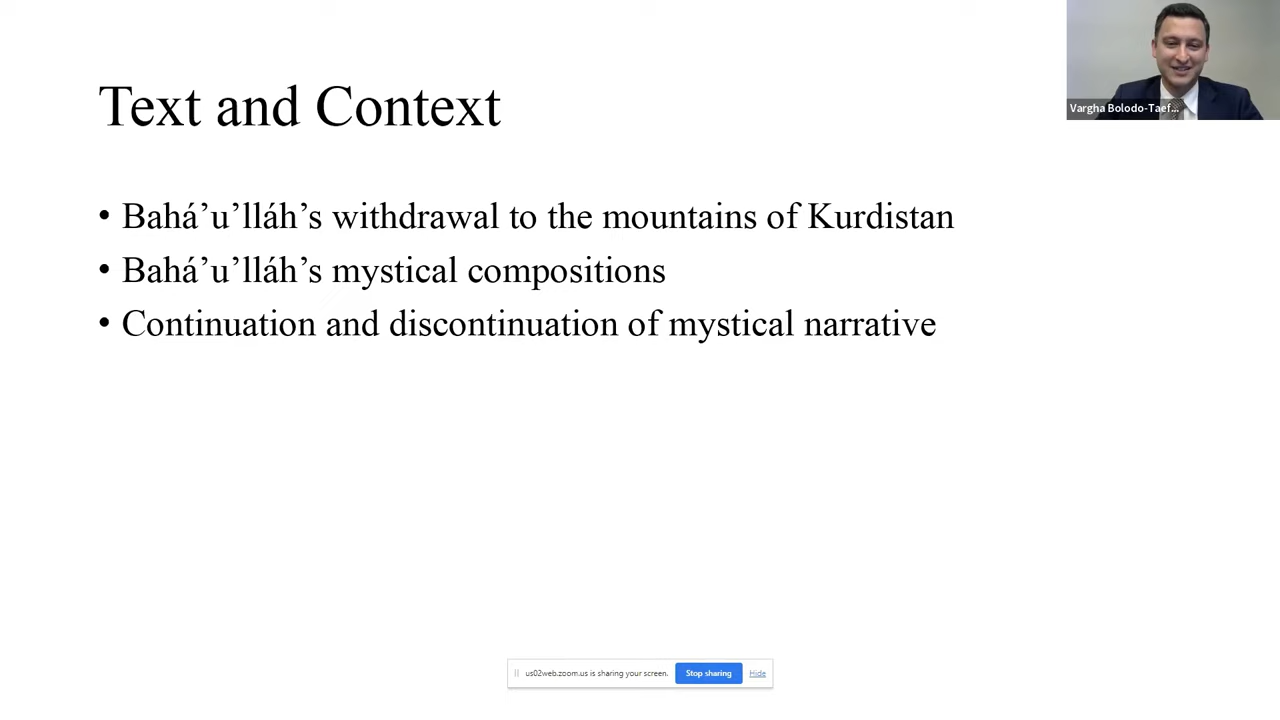 Text and Context
• Bahá’u’lláh’s withdrawal to the mountains of Kurdistan
• Bahá’u’lláh’s mystical compositions
• Continuation and discontinuation of mystical narrative
Vargha Bolodo-Taef...
us02web.zoom.us is sharing your screen. Stop sharing Hide